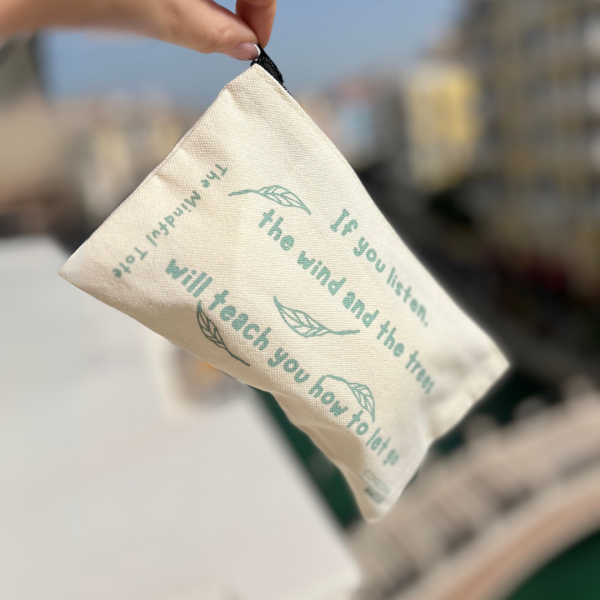 If you listen.
the wind and the trees
will teach you how to let go
The Mindful Tote